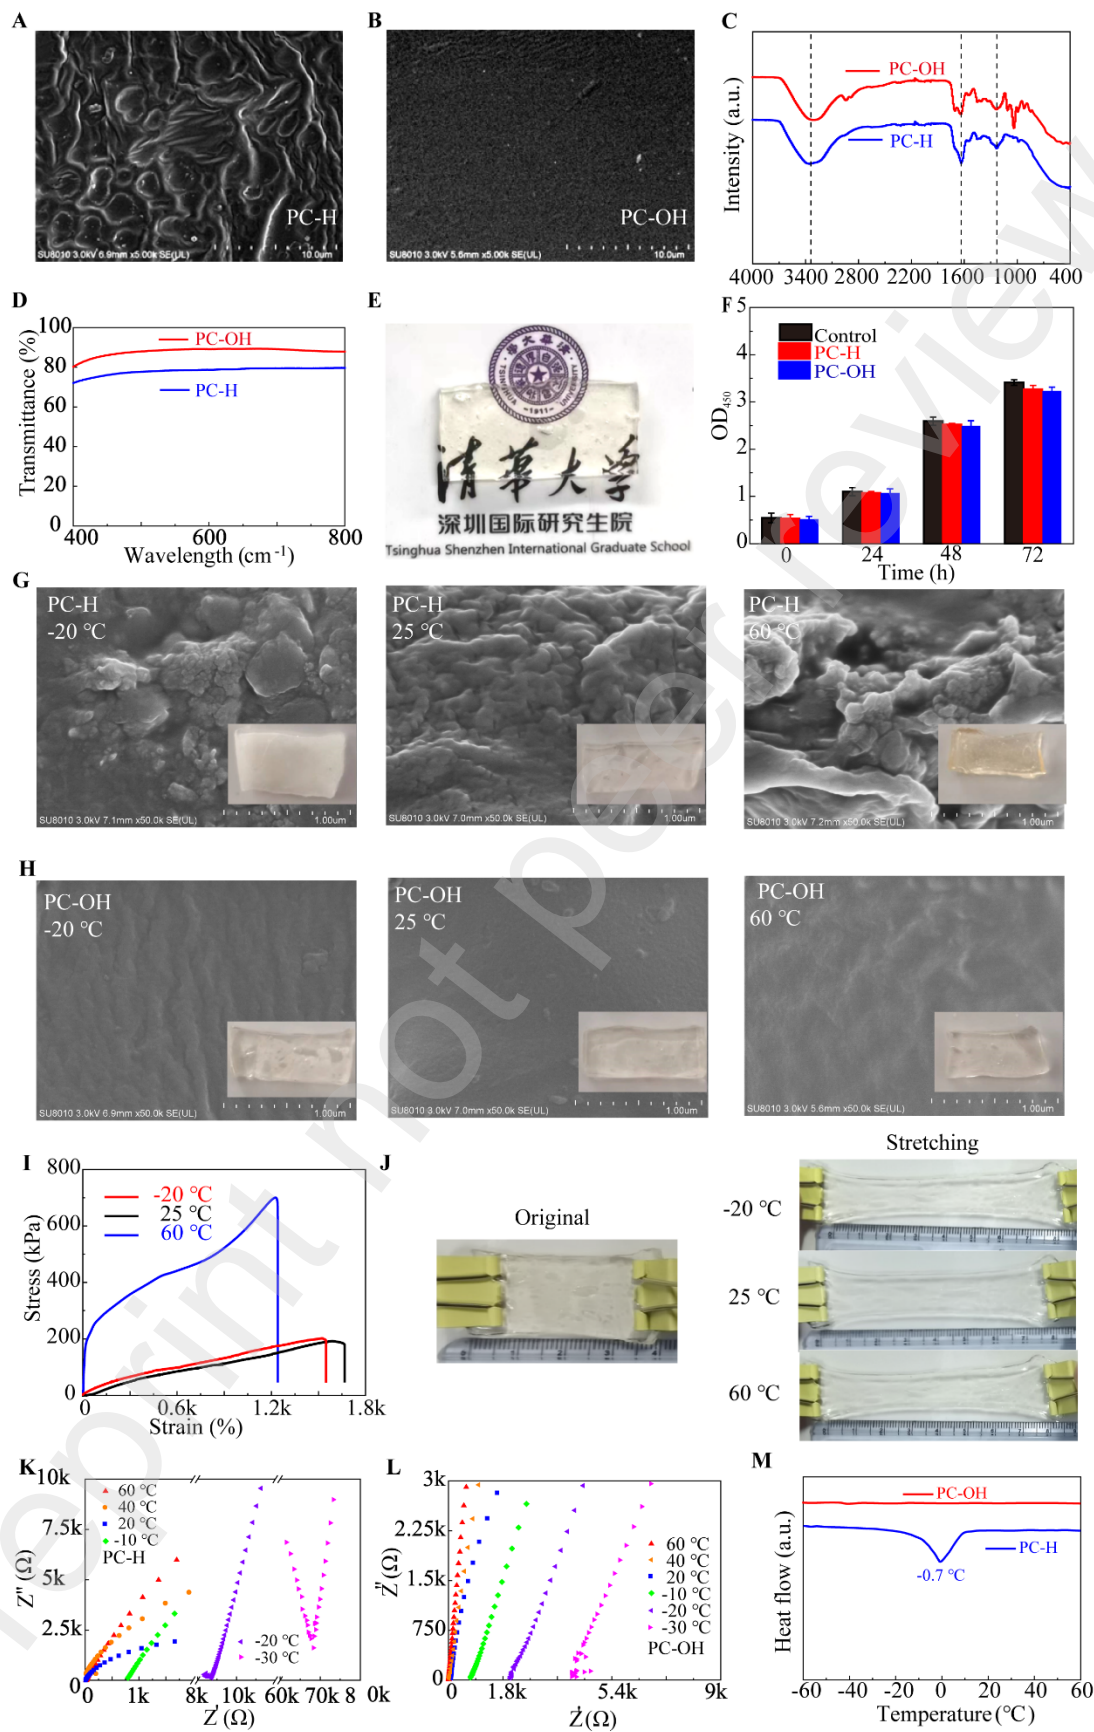 A
B
C
PC-H
SU8010 3.0kV 6.9mm x5.00k SE(UL)
10.0um
PC-OH
SU8010 3.0kV 5.6mm x5.00k SE(UL)
10.0um
PC-OH
PC-H
Intensity (a.u.)
4000 3400 2800 2200 1600 1000 400
D
E
F
100
80
60
40
20
0
Transmittance (%)
PC-OH
PC-H
400 600 800
Wavelength (cm-1)
TSINGHUA UNIVERSITY
-1911-
清華大学
深圳国际研究生院
Tsinghua Shenzhen International Graduate School
5
4
3
2
1
0
OD450
Control
PC-H
PC-OH
0 24 48 72
Time (h)
G
PC-H
-20 °C
SU8010 3.0kV 7.1mm x50.0k SE(UL)
1.00um
PC-H
25 °C
SU8010 3.0kV 7.0mm x50.0k SE(UL)
1.00um
PC-H
60 °C
SU8010 3.0kV 7.2mm x50.0k SE(UL)
1.00um
H
PC-OH
-20 °C
SU8010 3.0kV 6.9mm x50.0k SE(UL)
1.00um
PC-OH
25 °C
SU8010 3.0kV 7.0mm x50.0k SE(UL)
1.00um
PC-OH
60 °C
SU8010 3.0kV 5.6mm x50.0k SE(UL)
1.00um
I
800
600
400
200
0
Stress (kPa)
-20 °C
25 °C
60 °C
0 0.6k 1.2k 1.8k
Strain (%)
J
Original
Stretching
-20 °C
25 °C
60 °C
K
10k
7.5k
5k
2.5k
0
Z'' (Ω)
60 °C
40 °C
20 °C
-10 °C
PC-H
-20 °C
-30 °C
0 1k 8k 10k 60k 70k 8 0k
Z' (Ω)
L
3k
2.25k
1.5k
750
0
Z'' (Ω)
60 °C
40 °C
20 °C
-10 °C
-20 °C
-30 °C
PC-OH
0 1.8k 5.4k 9k
Z' (Ω)
M
PC-OH
PC-H
-0.7 °C
Heat flow (a.u.)
-60 -40 -20 0 20 40 60
Temperature (°C)
preprint not peer review